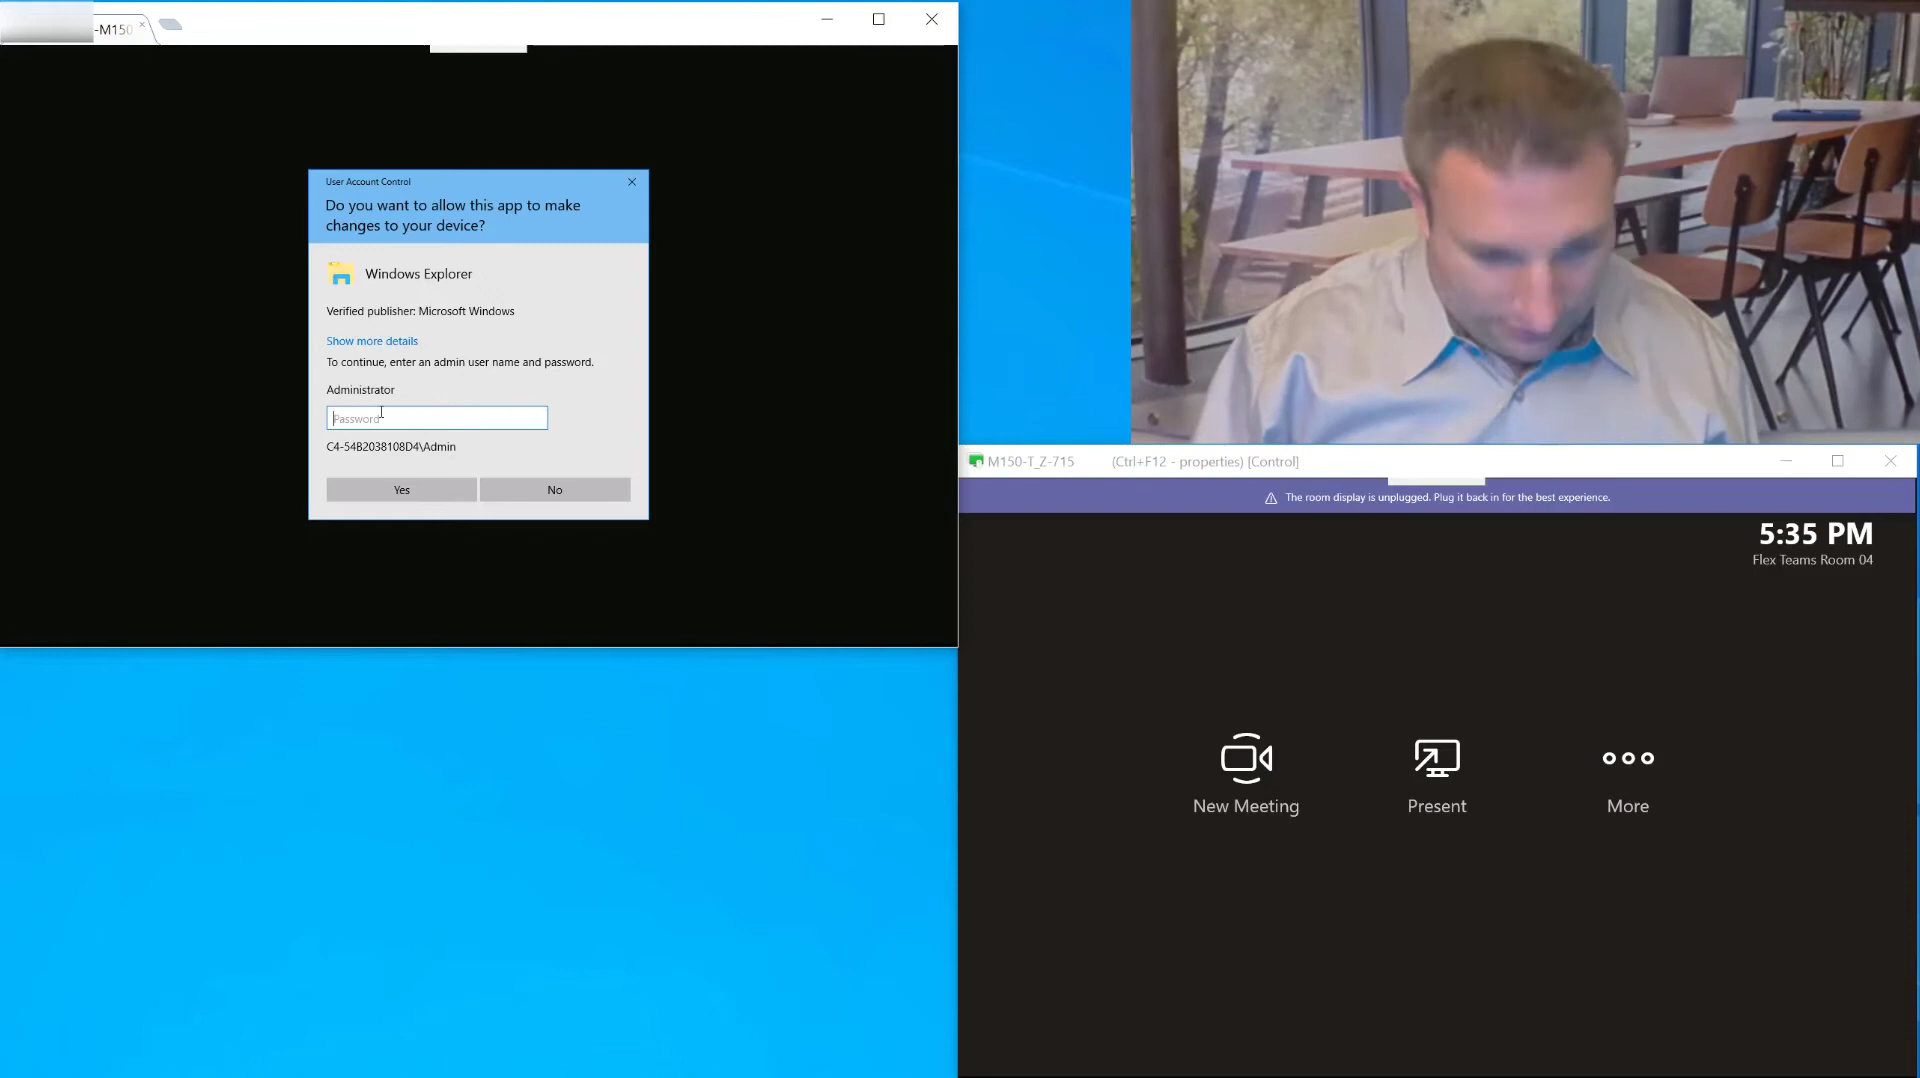 -M150
User Account Control
Do you want to allow this app to make
changes to your device?
Windows Explorer
Verified publisher: Microsoft Windows
Show more details
To continue, enter an admin user name and password.
Administrator
Password
C4-54B2038108D4\Admin
Yes
No
M150-T_Z-715 (Ctrl+F12 - properties) [Control]
The room display is unplugged. Plug it back in for the best experience.
5:35 PM
Flex Teams Room 04
New Meeting
Present
More